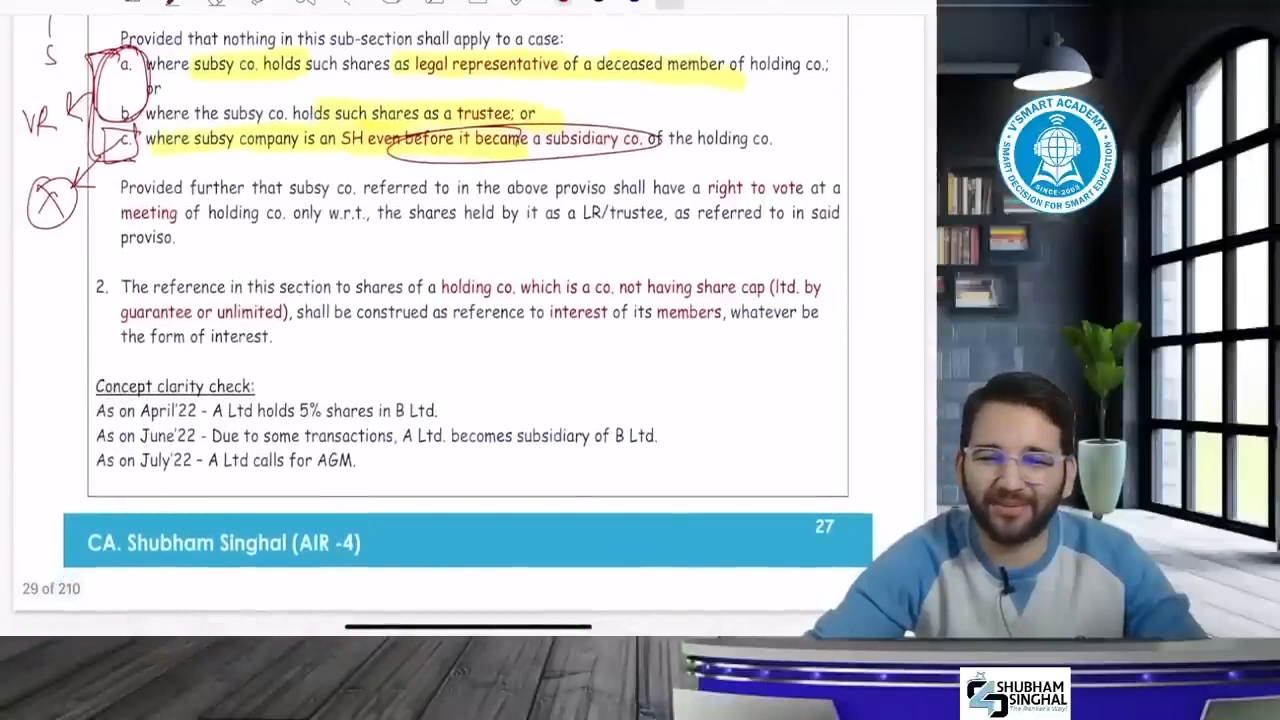 Provided that nothing in this sub-section shall apply to a case:
a. where subsy co. holds such shares as legal representative of a deceased member of holding co.;
or
b. where the subsy co. holds such shares as a trustee; or
c. where subsy company is an SH even before it became a subsidiary co. of the holding co.
S
VR
Provided further that subsy co. referred to in the above proviso shall have a right to vote at a
meeting of holding co. only w.r.t., the shares held by it as a LR/trustee, as referred to in said
proviso.
2. The reference in this section to shares of a holding co. which is a co. not having share cap (ltd. by
guarantee or unlimited), shall be construed as reference to interest of its members, whatever be
the form of interest.
Concept clarity check:
As on April'22 - A Ltd holds 5% shares in B Ltd.
As on June'22 - Due to some transactions, A Ltd. becomes subsidiary of B Ltd.
As on July'22 – A Ltd calls for AGM.
CA. Shubham Singhal (AIR -4)
27
29 of 210
V'SMART ACADEMY
SINCE-2003
SMART DECISION FOR SMART EDUCATION
SHUBHAM
SINGHAL
The Ranker's Way!